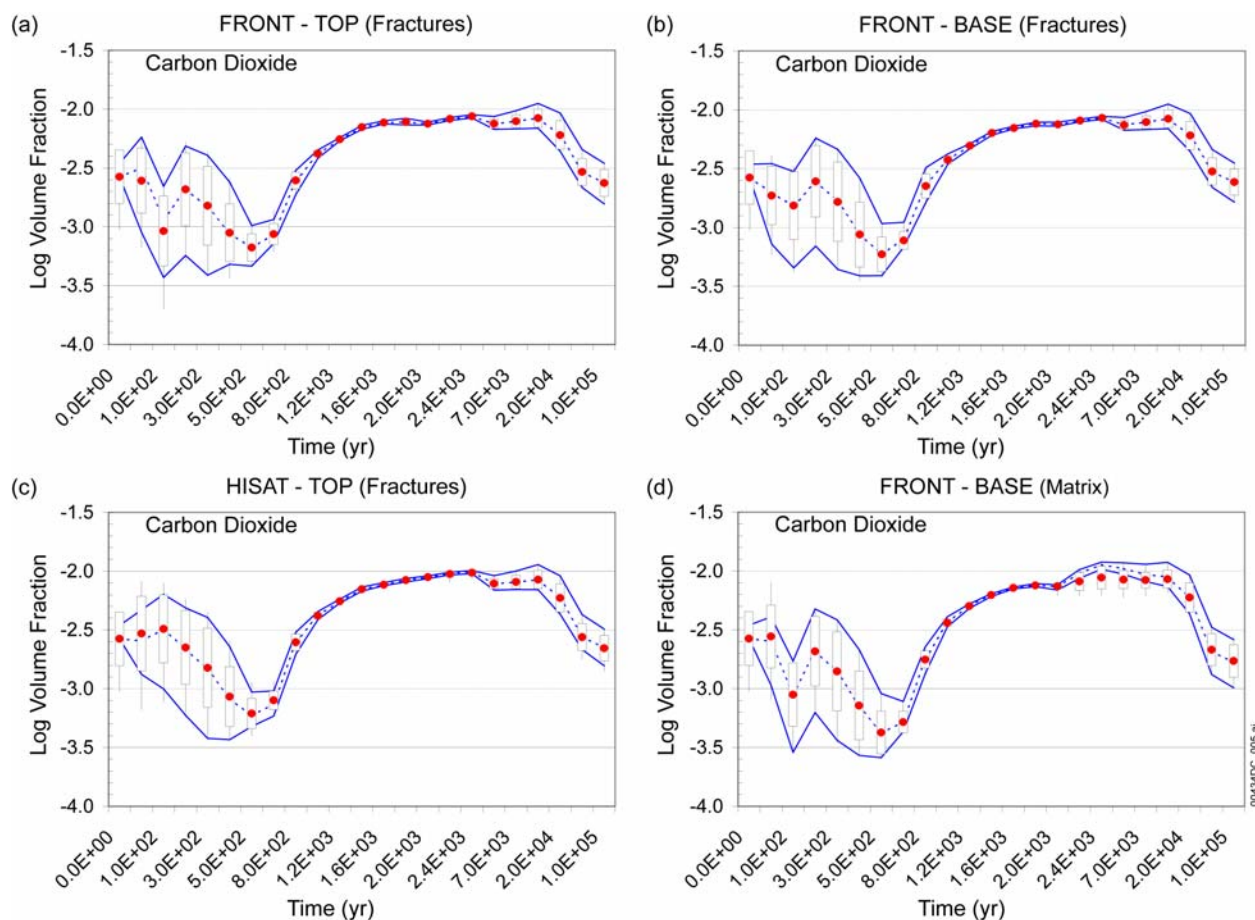 (a)
FRONT - TOP (Fractures)
Log Volume Fraction
-1.5
-2.0
-2.5
-3.0
-3.5
-4.0
Carbon Dioxide
0.0E+00
1.0E+02
3.0E+02
5.0E+02
8.0E+02
1.2E+03
1.6E+03
2.0E+03
2.4E+03
7.0E+03
2.0E+04
1.0E+05
Time (yr)
(b)
FRONT - BASE (Fractures)
Log Volume Fraction
-1.5
-2.0
-2.5
-3.0
-3.5
-4.0
Carbon Dioxide
0.0E+00
1.0E+02
3.0E+02
5.0E+02
8.0E+02
1.2E+03
1.6E+03
2.0E+03
2.4E+03
7.0E+03
2.0E+04
1.0E+05
Time (yr)
(c)
HISAT - TOP (Fractures)
Log Volume Fraction
-1.5
-2.0
-2.5
-3.0
-3.5
-4.0
Carbon Dioxide
0.0E+00
1.0E+02
3.0E+02
5.0E+02
8.0E+02
1.2E+03
1.6E+03
2.0E+03
2.4E+03
7.0E+03
2.0E+04
1.0E+05
Time (yr)
(d)
FRONT - BASE (Matrix)
Log Volume Fraction
-1.5
-2.0
-2.5
-3.0
-3.5
-4.0
Carbon Dioxide
0.0E+00
1.0E+02
3.0E+02
5.0E+02
8.0E+02
1.2E+03
1.6E+03
2.0E+03
2.4E+03
7.0E+03
2.0E+04
1.0E+05
Time (yr)